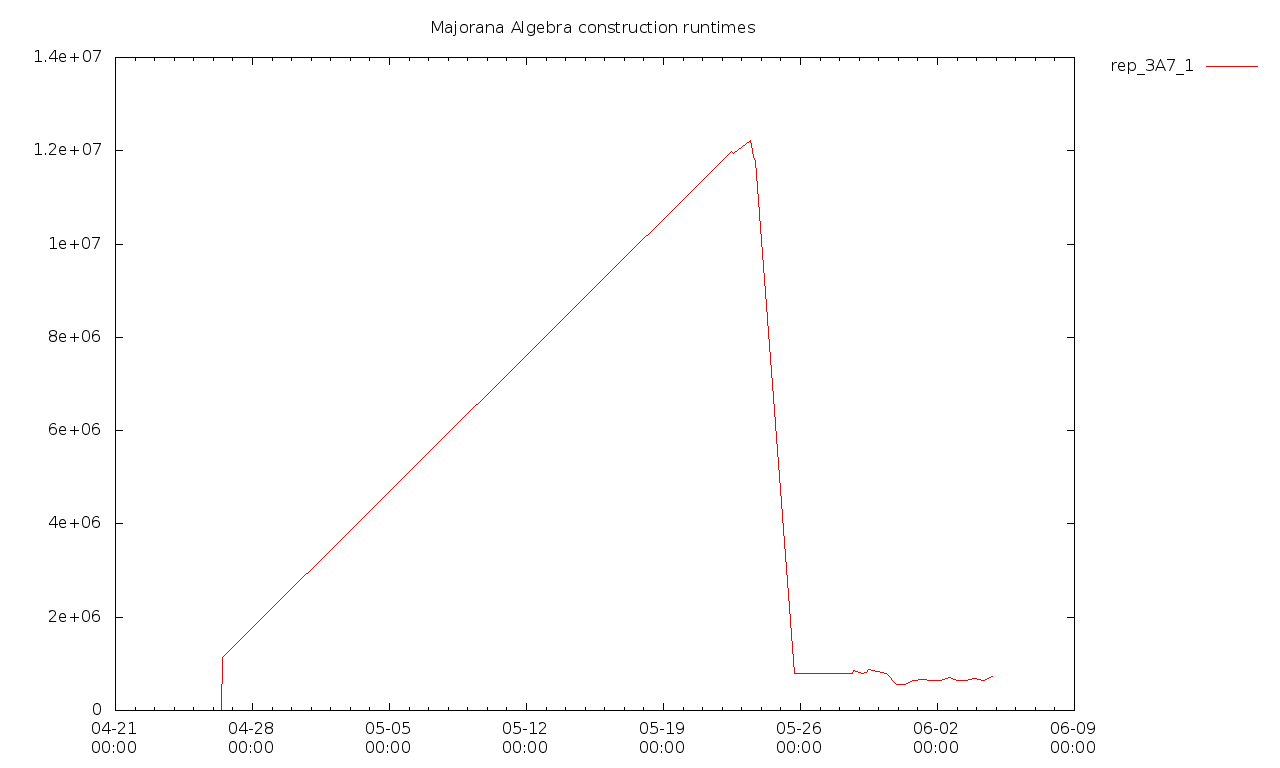 Majorana Algebra construction runtimes
rep_3A7_1
1.4e+07
1.2e+07
1e+07
8e+06
6e+06
4e+06
2e+06
0
04-21 04-28 05-05 05-12 05-19 05-26 06-02 06-09
00:00 00:00 00:00 00:00 00:00 00:00 00:00 00:00